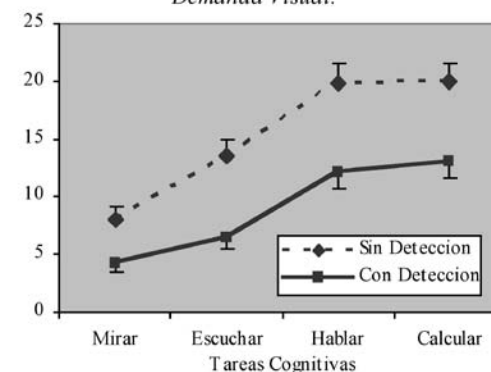 Demanda Visual.
25
20
15
10
5
0
Sin Deteccion
Con Deteccion
Mirar Escuchar Hablar Calcular
Tareas Cognitivas